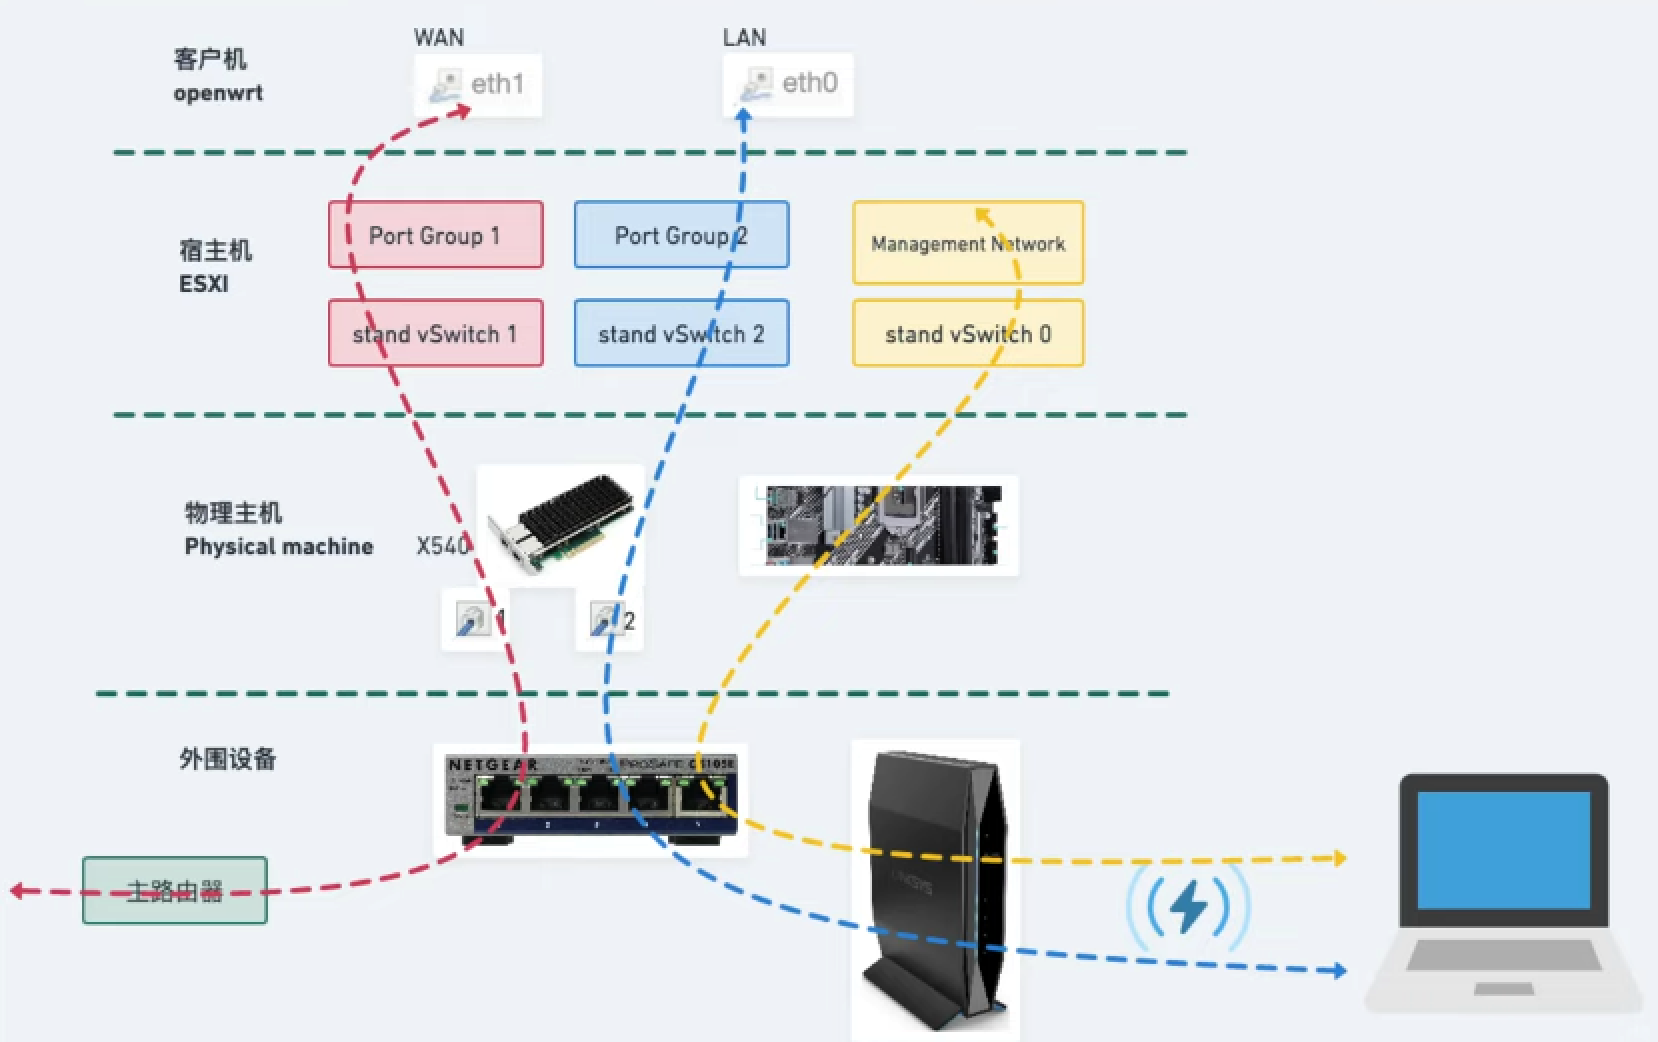 WAN
LAN
客户机
openwrt
eth1
eth0
Port Group 1
Port Group 2
Management Network
宿主机
ESXI
stand vSwitch 1
stand vSwitch 2
stand vSwitch 0
物理主机
Physical machine
X540
1
2
外围设备
NETGEAR
PROSAFE
主路由器
LINKSYS